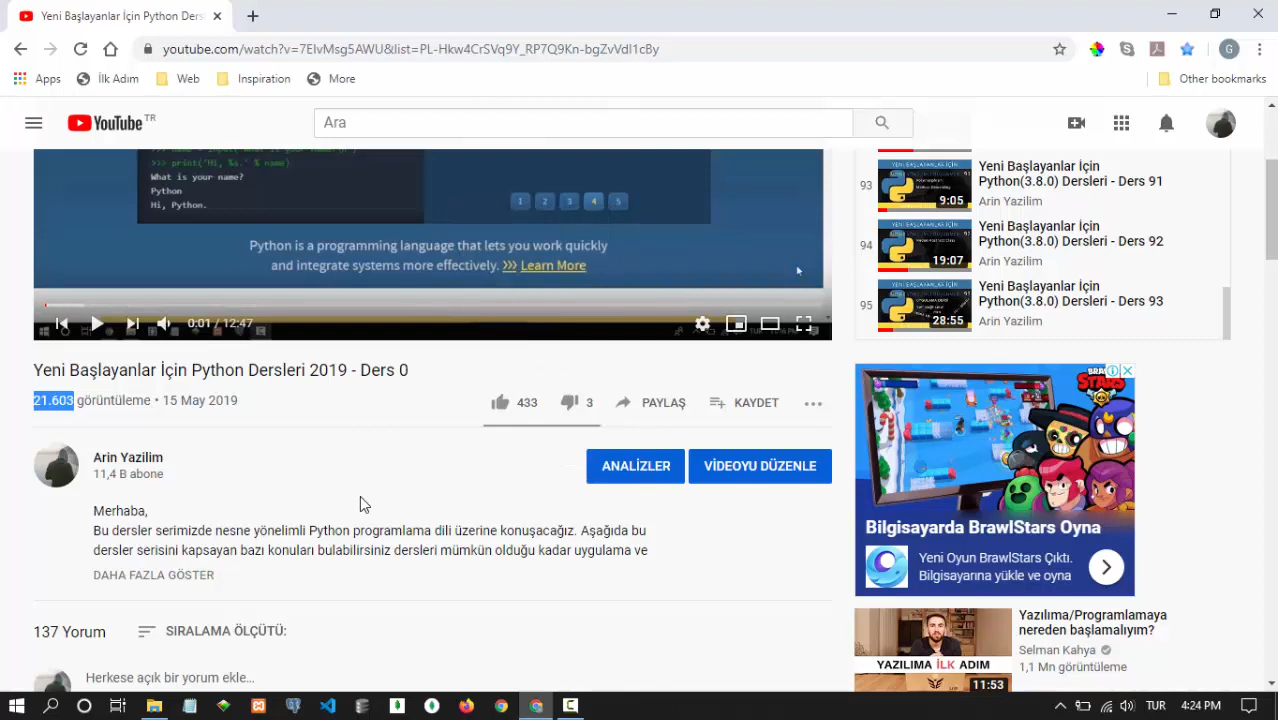 Yeni Başlayanlar İçin Python Ders
youtube.com/watch?v=7ElvMsg5AWU&list=PL-Hkw4CrSVq9Y_RP7Q9Kn-bgZvVdl1cBy
G
Apps
İlk Adım
Web
Inspiration
More
Other bookmarks
YouTube TR
Ara
>>> print('Hi, %s.' % name)
What is your name?
Python
Hi, Python.
1 2 3 4 5
Python is a programming language that lets you work quickly
and integrate systems more effectively. >>> Learn More
0:01 / 12:47
93
9:05
Yeni Başlayanlar İçin
Python(3.8.0) Dersleri - Ders 91
Arin Yazilim
94
19:07
Yeni Başlayanlar İçin
Python(3.8.0) Dersleri - Ders 92
Arin Yazilim
95
28:55
Yeni Başlayanlar İçin
Python(3.8.0) Dersleri - Ders 93
Arin Yazilim
Yeni Başlayanlar İçin Python Dersleri 2019 - Ders 0
21.603 görüntüleme • 15 May 2019
433
3
PAYLAŞ
KAYDET
Arin Yazilim
11,4 B abone
ANALİZLER
VİDEOYU DÜZENLE
Merhaba,
Bu dersler serimizde nesne yönelimli Python programlama dili üzerine konuşacağız. Aşağıda bu
dersler serisini kapsayan bazı konuları bulabilirsiniz dersleri mümkün olduğu kadar uygulama ve
DAHA FAZLA GÖSTER
137 Yorum
SIRALAMA ÖLÇÜTÜ:
Herkese açık bir yorum ekle...
BRAWL STARS
Bilgisayarda BrawlStars Oyna
Yeni Oyun BrawlStars Çıktı.
Bilgisayarına yükle ve oyna
YAZILIMA İLK ADIM
11:53
Yazılıma/Programlamaya
nereden başlamalıyım?
Selman Kahya
1,1 Mn görüntüleme
TUR
4:24 PM